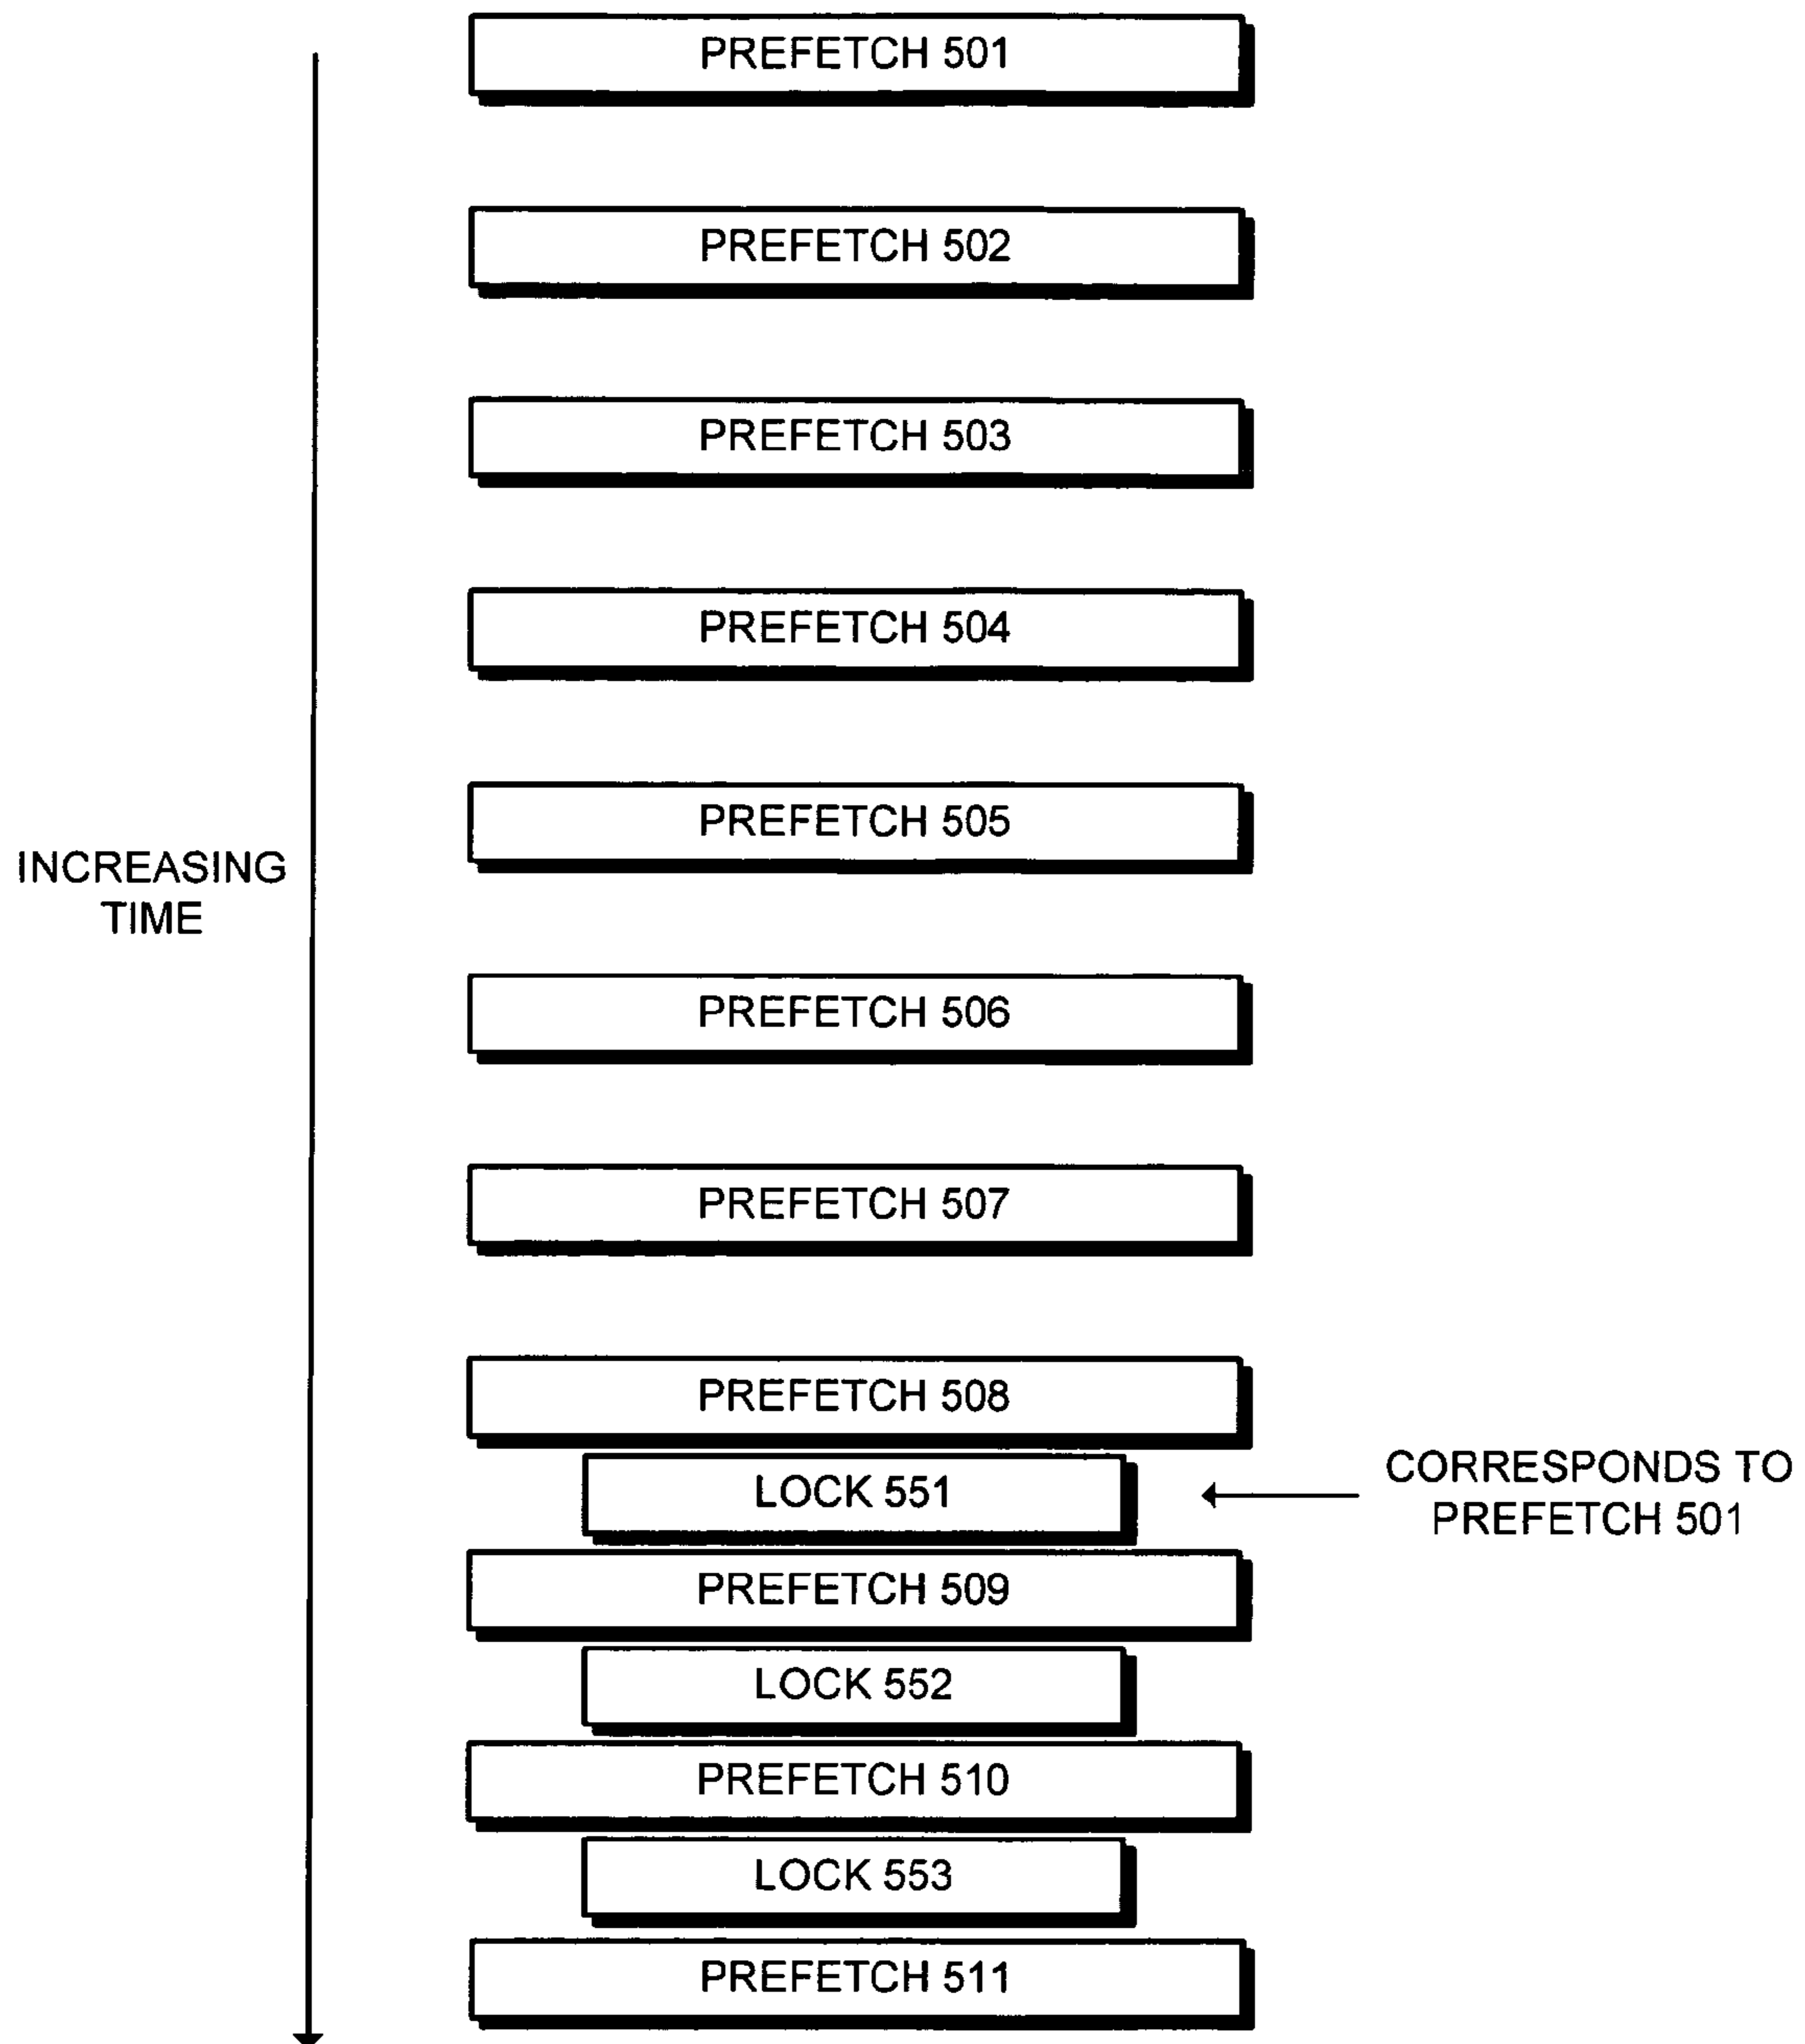 PREFETCH 501
PREFETCH 502
PREFETCH 503
PREFETCH 504
PREFETCH 505
INCREASING
TIME
PREFETCH 506
PREFETCH 507
PREFETCH 508
LOCK 551
CORRESPONDS TO
PREFETCH 501
PREFETCH 509
LOCK 552
PREFETCH 510
LOCK 553
PREFETCH 511